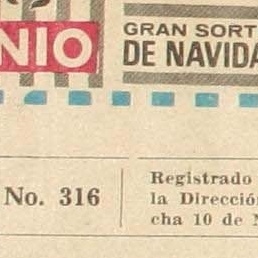 NIO
GRAN SORT
DE NAVIDA
No. 316
Registrado
la Direcció
cha 10 de